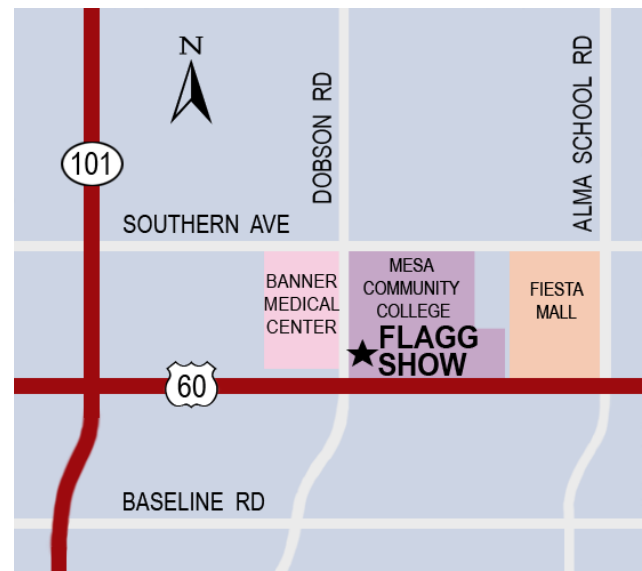 N
DOBSON RD
ALMA SCHOOL RD
101
SOUTHERN AVE
BANNER
MEDICAL
CENTER
MESA
COMMUNITY
COLLEGE
FIESTA
MALL
FLAGG
SHOW
60
BASELINE RD